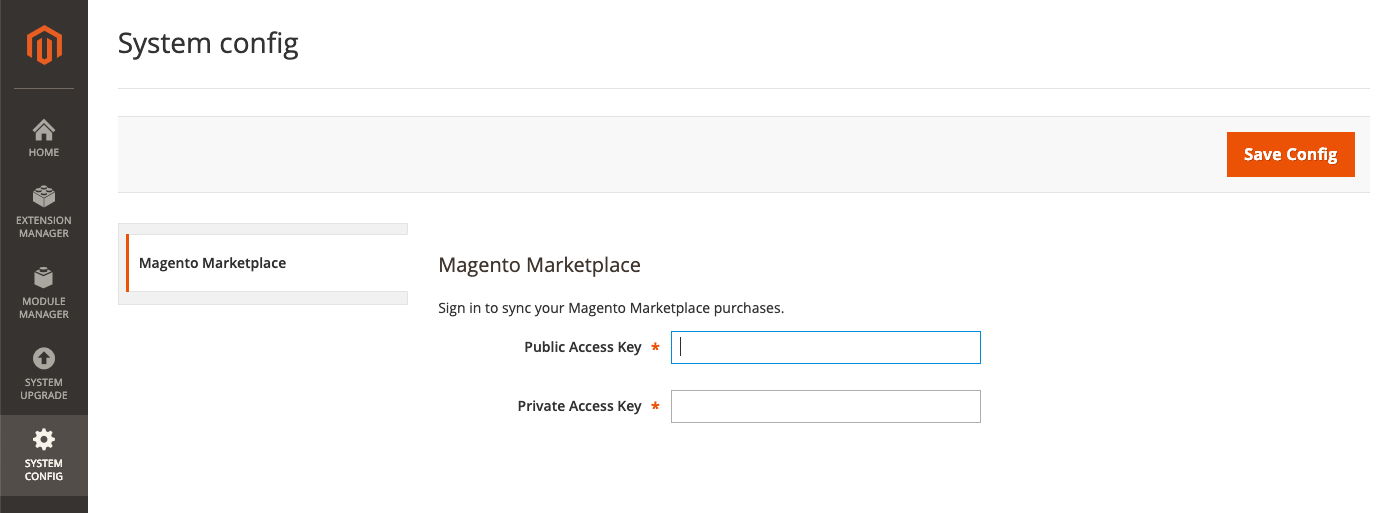 System config
HOME
EXTENSION
MANAGER
MODULE
MANAGER
SYSTEM
UPGRADE
SYSTEM
CONFIG
Save Config
Magento Marketplace
Magento Marketplace
Sign in to sync your Magento Marketplace purchases.
Public Access Key *
Private Access Key *